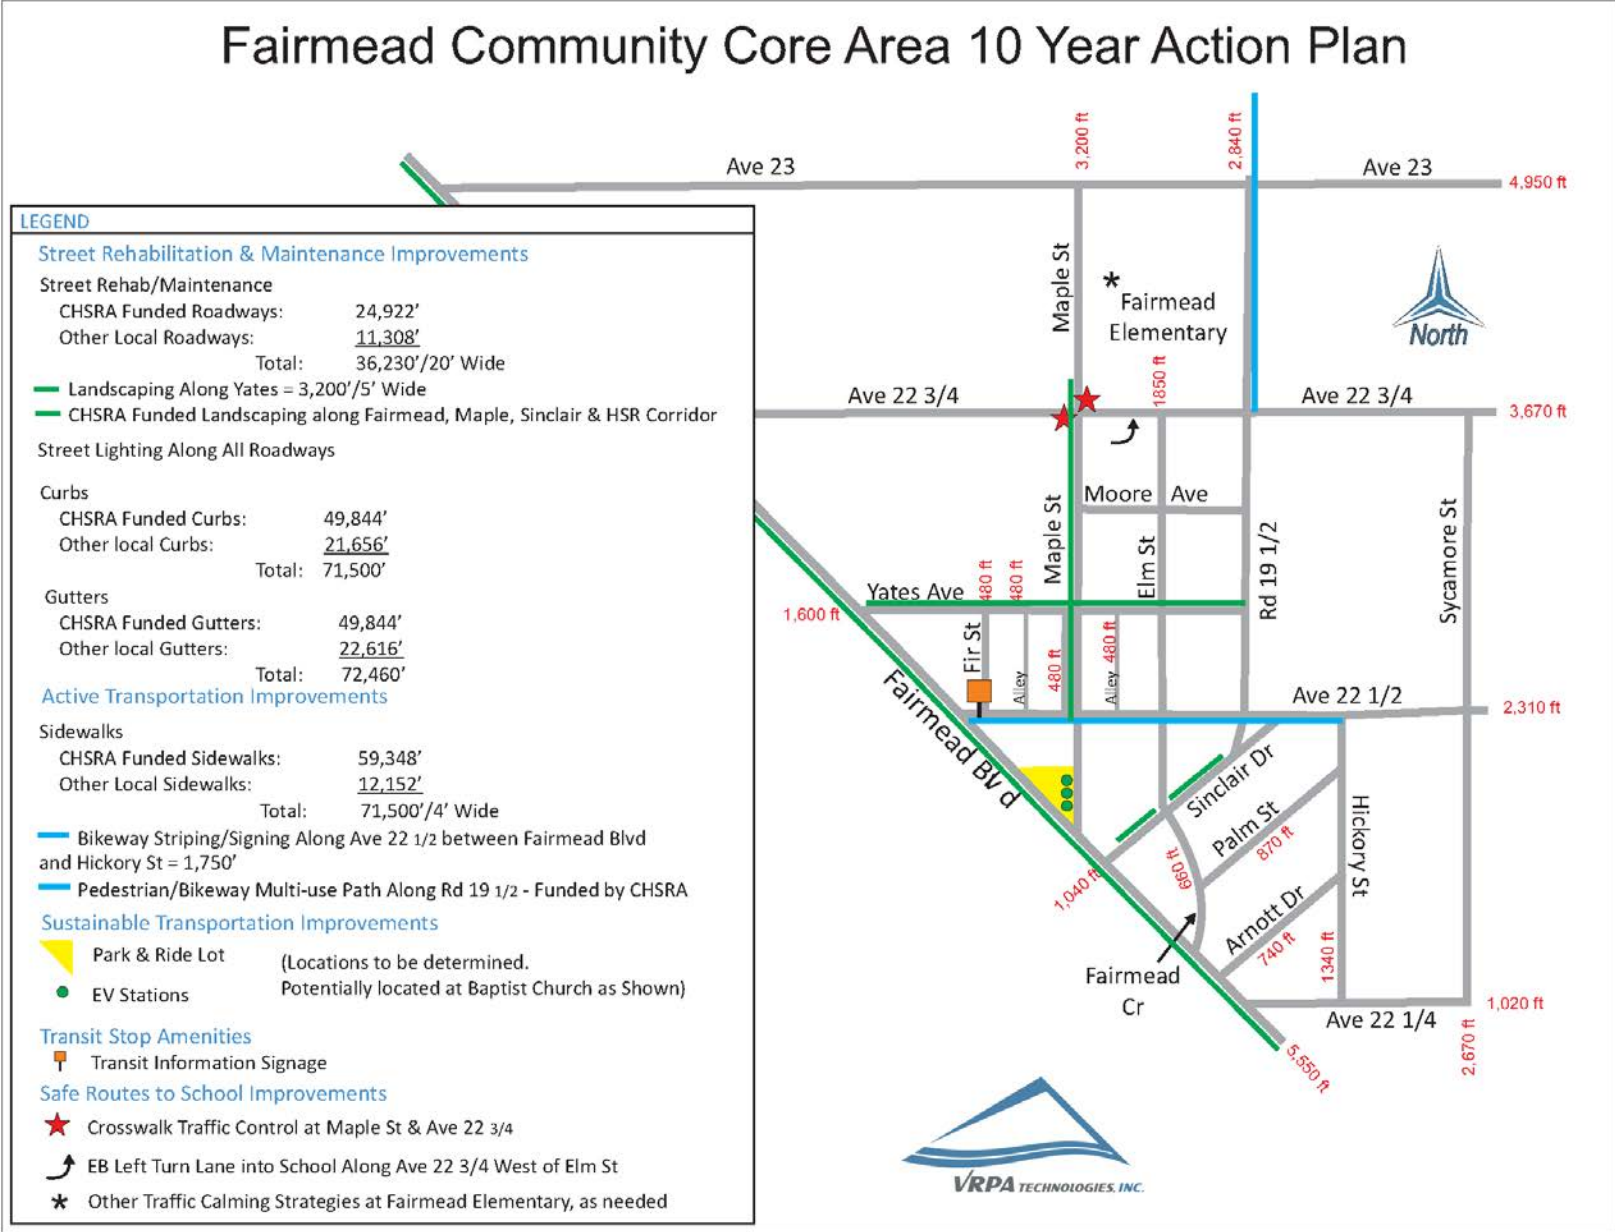 Fairmead Community Core Area 10 Year Action Plan
LEGEND
Street Rehabilitation & Maintenance Improvements
Street Rehab/Maintenance
CHSRA Funded Roadways: 24,922’
Other Local Roadways: 11,308’
Total: 36,230’/20’ Wide
Landscaping Along Yates = 3,200’/5’ Wide
CHSRA Funded Landscaping along Fairmead, Maple, Sinclair & HSR Corridor
Street Lighting Along All Roadways
Curbs
CHSRA Funded Curbs: 49,844’
Other local Curbs: 21,656’
Total: 71,500’
Gutters
CHSRA Funded Gutters: 49,844’
Other local Gutters: 22,616’
Total: 72,460’
Active Transportation Improvements
Sidewalks
CHSRA Funded Sidewalks: 59,348’
Other Local Sidewalks: 12,152’
Total: 71,500’/4’ Wide
Bikeway Striping/Signing Along Ave 22 1/2 between Fairmead Blvd
and Hickory St = 1,750’
Pedestrian/Bikeway Multi-use Path Along Rd 19 1/2 - Funded by CHSRA
Sustainable Transportation Improvements
Park & Ride Lot
EV Stations
(Locations to be determined.
Potentially located at Baptist Church as Shown)
Transit Stop Amenities
Transit Information Signage
Safe Routes to School Improvements
Crosswalk Traffic Control at Maple St & Ave 22 3/4
EB Left Turn Lane into School Along Ave 22 3/4 West of Elm St
Other Traffic Calming Strategies at Fairmead Elementary, as needed
3,200 ft
2,840 ft
Ave 23
Ave 23
4,950 ft
Maple St
Fairmead
Elementary
North
1850 ft
Ave 22 3/4
Ave 22 3/4
3,670 ft
Moore Ave
Maple St
Elm St
Rd 19 1/2
Sycamore St
Yates Ave
480 ft
480 ft
1,600 ft
Fir St
Alley
480 ft
Alley
480 ft
Ave 22 1/2
2,310 ft
Fairmead Blvd
Sinclair Dr
Palm St
870 ft
Hickory St
690 ft
1,040 ft
Arnott Dr
740 ft
1340 ft
Fairmead
Cr
1,020 ft
Ave 22 1/4
2,670 ft
5,550 ft
VRPA TECHNOLOGIES, INC.